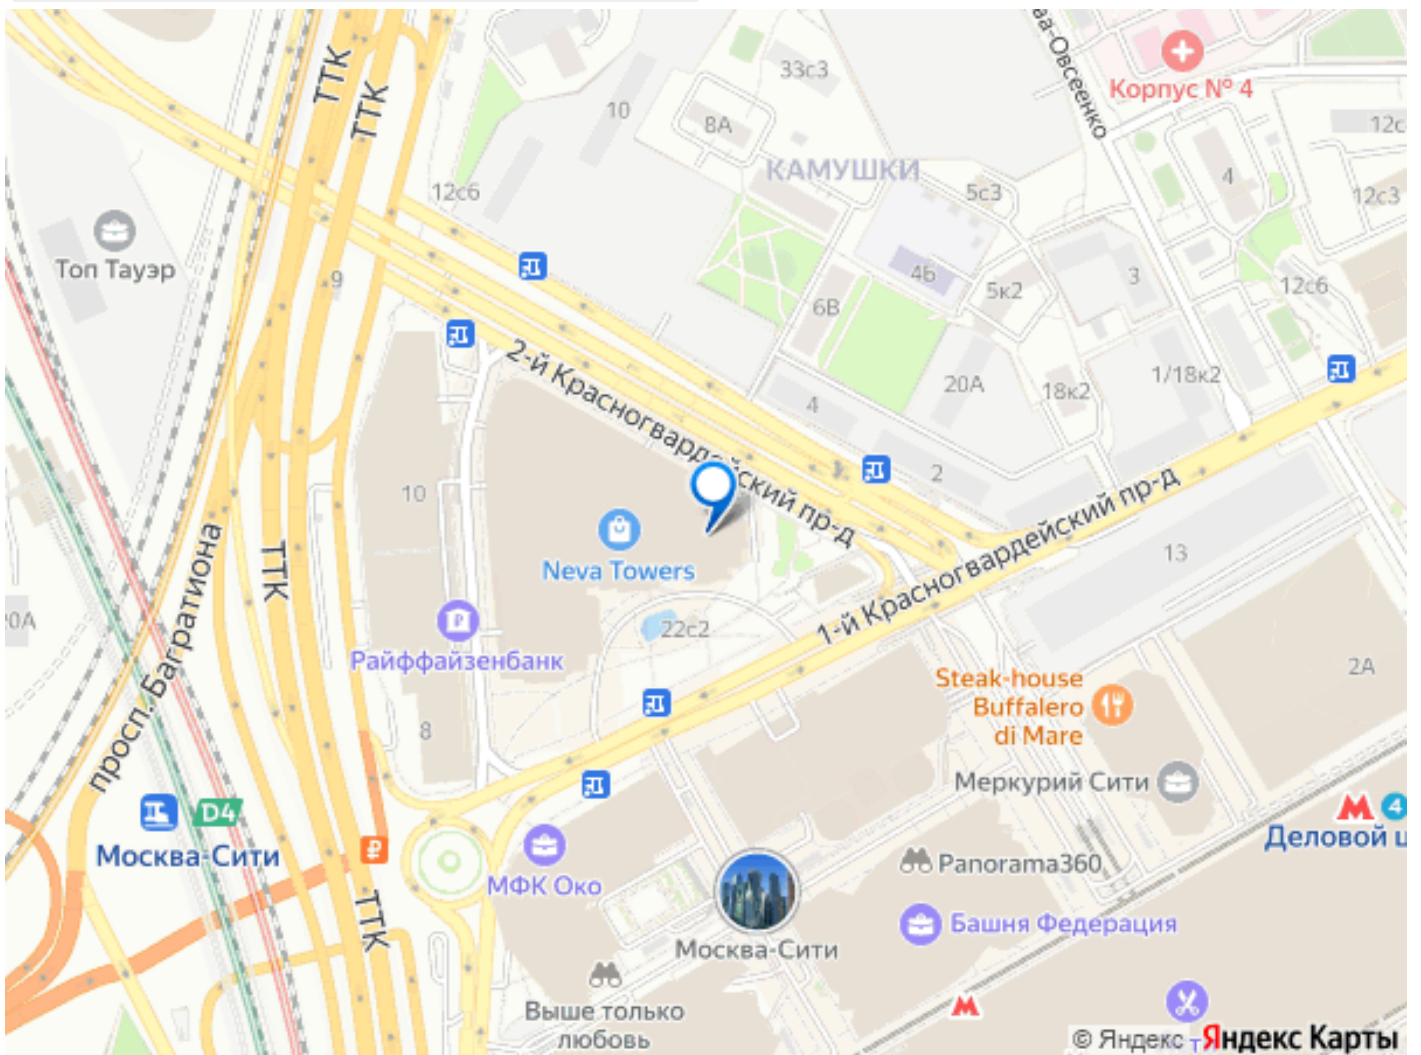 ТТК
ТТК
33с3
Корпус № 4
10
8А
КАМУШКИ
12с6
5с3
4
12с3
Топ Тауэр
9
4Б
5к2
3
12с6
6В
2-й Красногвардейский пр-д
20А
18к2
1/18к2
4
2
10
Neva Towers
13
просп. Багратиона
ТТК
22с2
1-й Красногвардейский пр-д
Райффайзенбанк
8
2А
Steak-house
Buffalero
di Mare
Меркурий Сити
D4
Москва-Сити
4
МФК Око
Panorama360
Башня Федерация
ТТК
Москва-Сити
Выше только
любовь
© Яндекс Яндекс Карты